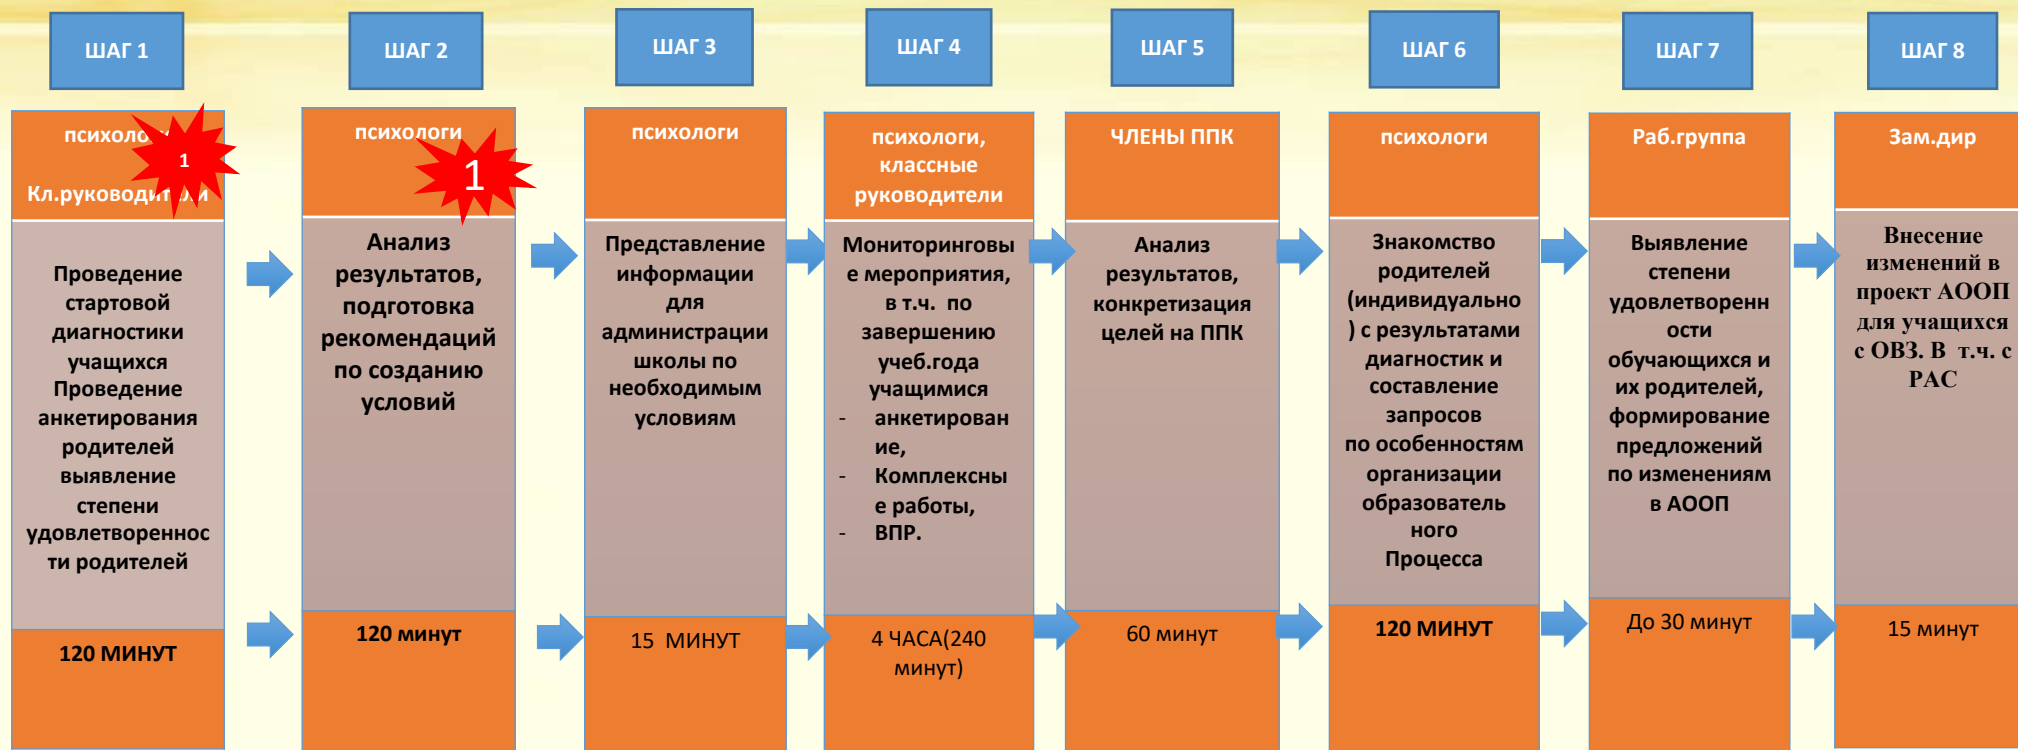 ШАГ 1
ШАГ 2
ШАГ 3
ШАГ 4
ШАГ 5
ШАГ 6
ШАГ 7
ШАГ 8
1
Кл.руководители
Проведение
стартовой
диагностики
учащихся
Проведение
анкетирования
родителей
выявление
степени
удовлетвореннос
ти родителей
120 МИНУТ
психологи
1
Анализ
результатов,
подготовка
рекомендаций
по созданию
условий
120 минут
психологи
Представление
информации
для
администрации
школы по
необходимым
условиям
15 МИНУТ
психологи,
классные
руководители
Мониторинговы
е мероприятия,
в т.ч. по
завершению
учеб.года
учащимися
- анкетирован
ие,
- Комплексны
е работы,
- ВПР.
4 ЧАСА(240
минут)
ЧЛЕНЫ ППК
Анализ
результатов,
конкретизация
целей на ППК
60 минут
психологи
Знакомство
родителей
(индивидуально
) с результатами
диагностик и
составление
запросов
по особенностям
организации
образователь
ного
Процесса
120 МИНУТ
Раб.группа
Выявление
степени
удовлетворенн
ости
обучающихся и
их родителей,
формирование
предложений
по изменениям
в АООП
До 30 минут
Зам.дир
Внесение
изменений в
проект АООП
для учащихся
с ОВЗ. В т.ч. с
РАС
15 минут